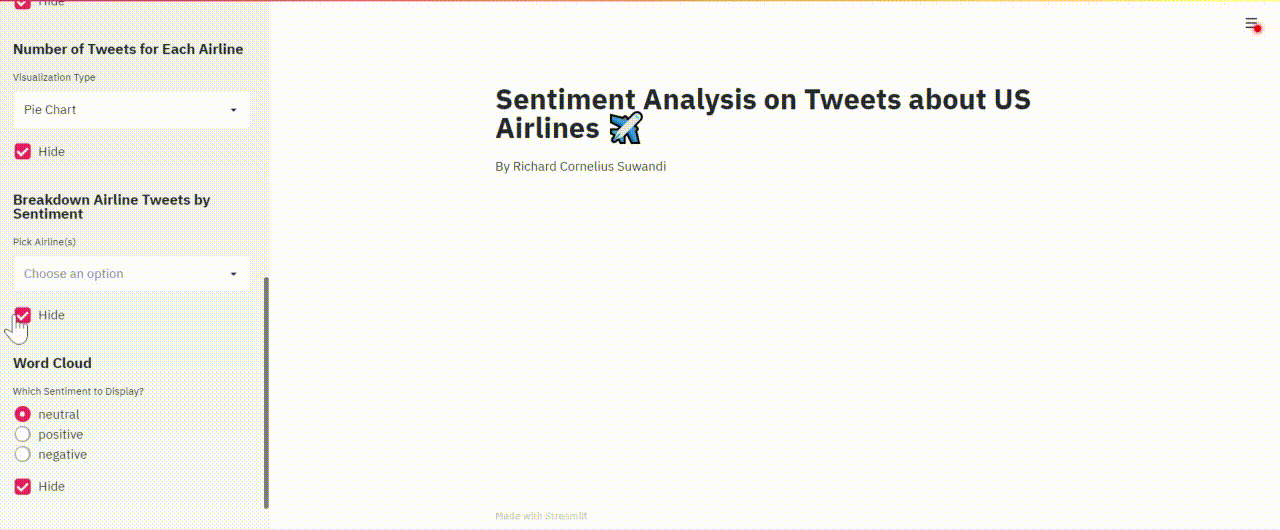 Hide
Number of Tweets for Each Airline
Visualization Type
Pie Chart
Hide
Breakdown Airline Tweets by
Sentiment
Pick Airline(s)
Choose an option
Hide
Word Cloud
Which Sentiment to Display?
neutral
positive
negative
Hide
Sentiment Analysis on Tweets about US
Airlines
By Richard Cornelius Suwandi
Made with Streamlit